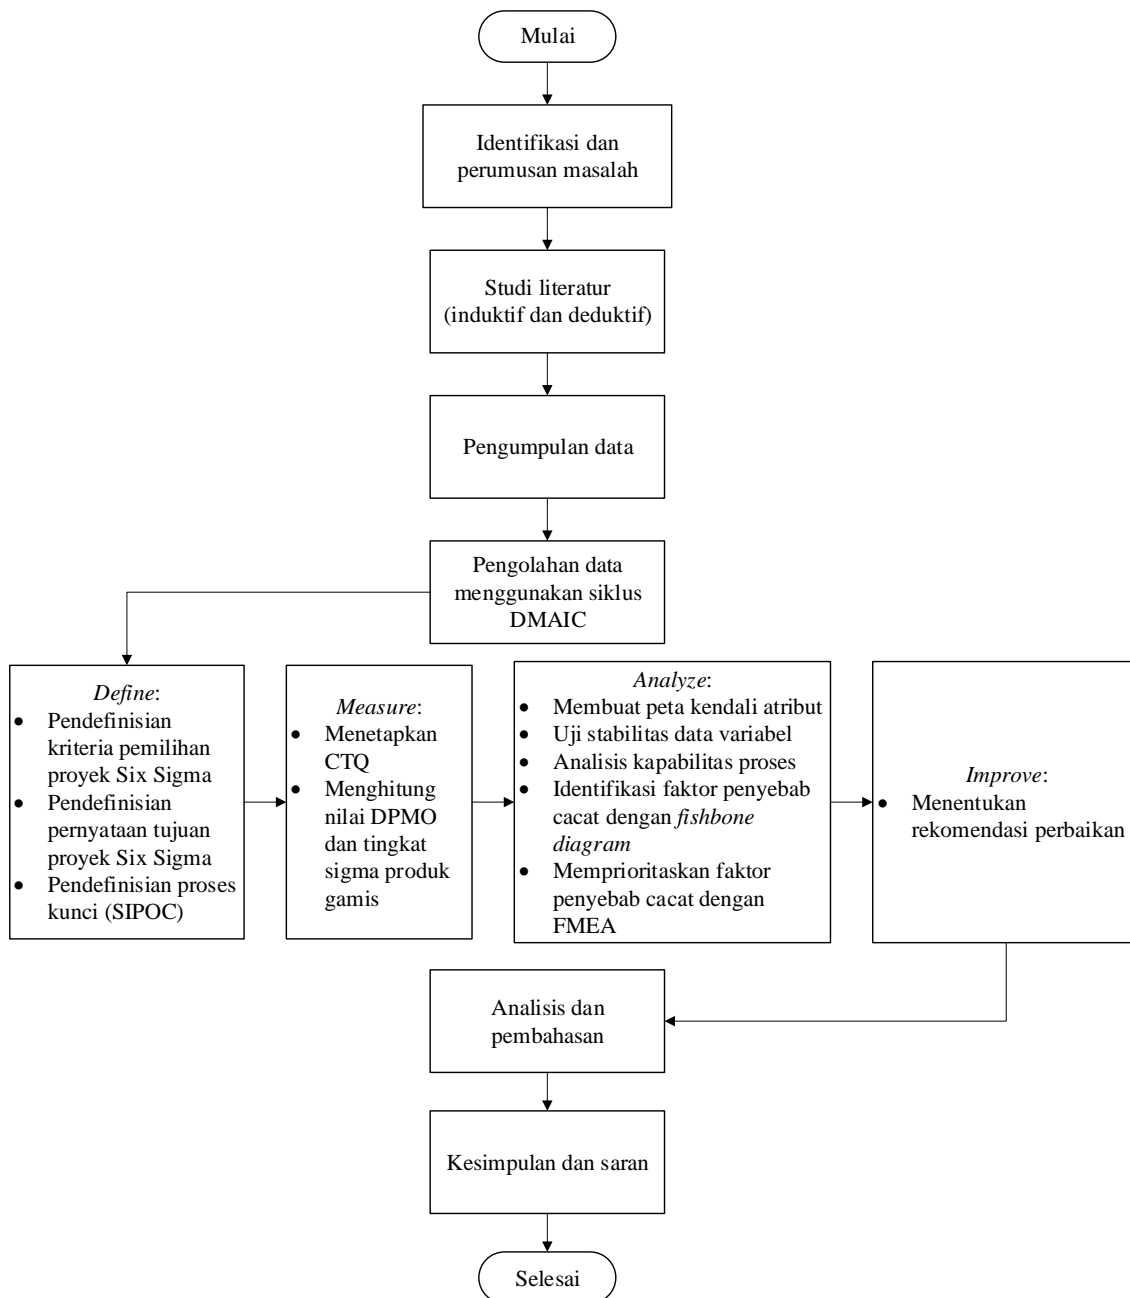 Mulai
Identifikasi dan
perumusan masalah
Studi literatur
(induktif dan deduktif)
Pengumpulan data
Pengolahan data
menggunakan siklus
DMAIC
Define:
• Pendefinisian
kriteria pemilihan
proyek Six Sigma
• Pendefinisian
pernyataan tujuan
proyek Six Sigma
• Pendefinisian proses
kunci (SIPOC)
Measure:
• Menetapkan
CTQ
• Menghitung
nilai DPMO
dan tingkat
sigma produk
gamis
Analyze:
• Membuat peta kendali atribut
• Uji stabilitas data variabel
• Analisis kapabilitas proses
• Identifikasi faktor penyebab
cacat dengan fishbone
diagram
• Memprioritaskan faktor
penyebab cacat dengan
FMEA
Improve:
• Menentukan
rekomendasi perbaikan
Analisis dan
pembahasan
Kesimpulan dan saran
Selesai